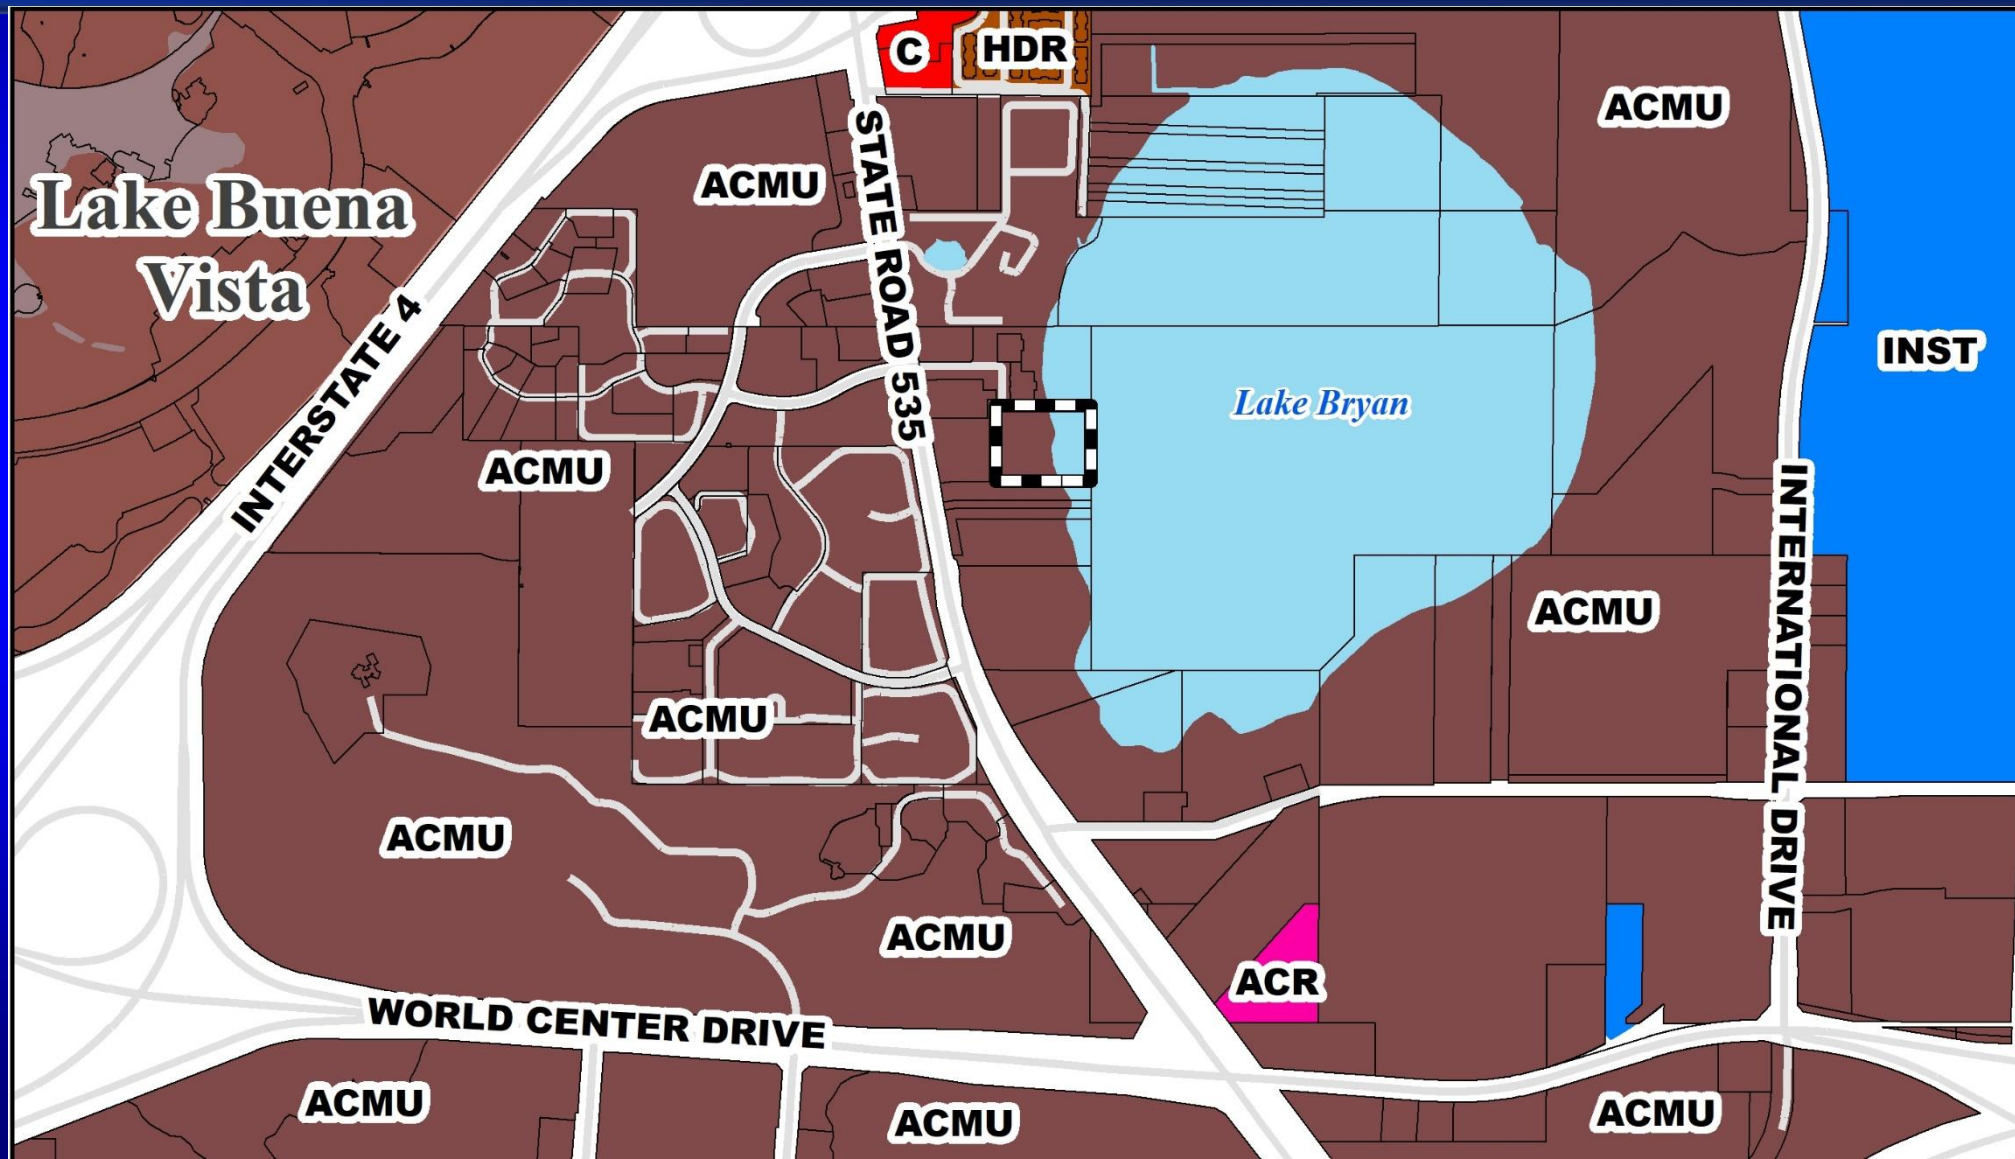 C
HDR
ACMU
ACMU
STATE ROAD 535
Lake Buena
Vista
INTERSTATE 4
INST
Lake Bryan
ACMU
INTERNATIONAL DRIVE
ACMU
ACMU
ACMU
ACMU
ACR
WORLD CENTER DRIVE
ACMU
ACMU
ACMU